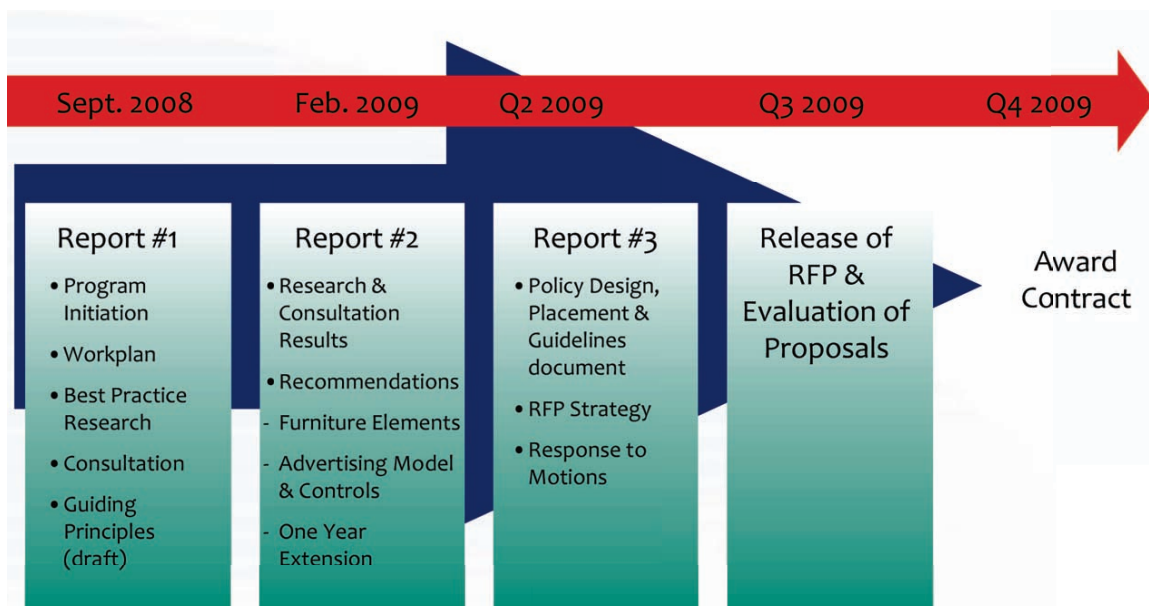 Sept. 2008
Feb. 2009
Q2 2009
Q3 2009
Q4 2009
Report #1
• Program
Initiation
• Workplan
• Best Practice
Research
• Consultation
• Guiding
Principles
(draft)
Report #2
• Research &
Consultation
Results
• Recommendations
- Furniture Elements
- Advertising Model
& Controls
- One Year
Extension
Report #3
• Policy Design,
Placement &
Guidelines
document
• RFP Strategy
• Response to
Motions
Release of
RFP &
Evaluation of
Proposals
Award
Contract